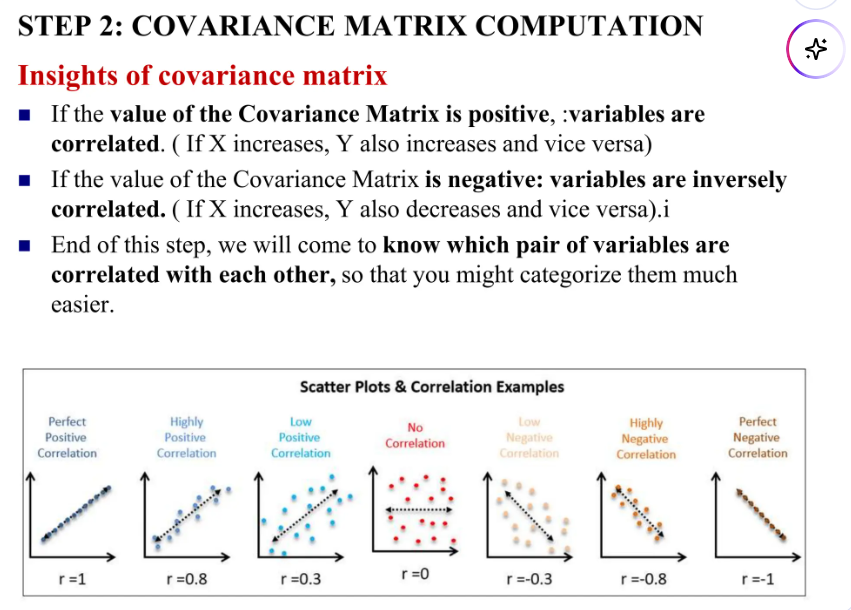 STEP 2: COVARIANCE MATRIX COMPUTATION
Insights of covariance matrix
If the value of the Covariance Matrix is positive, :variables are
correlated. ( If X increases, Y also increases and vice versa)
If the value of the Covariance Matrix is negative: variables are inversely
correlated. ( If X increases, Y also decreases and vice versa).i
End of this step, we will come to know which pair of variables are
correlated with each other, so that you might categorize them much
easier.
Scatter Plots & Correlation Examples
Perfect
Positive
Correlation
Highly
Positive
Correlation
Low
Positive
Correlation
No
Correlation
Low
Negative
Correlation
Highly
Negative
Correlation
Perfect
Negative
Correlation
r =1
r =0.8
r =0.3
r =0
r =-0.3
r =-0.8
r =-1